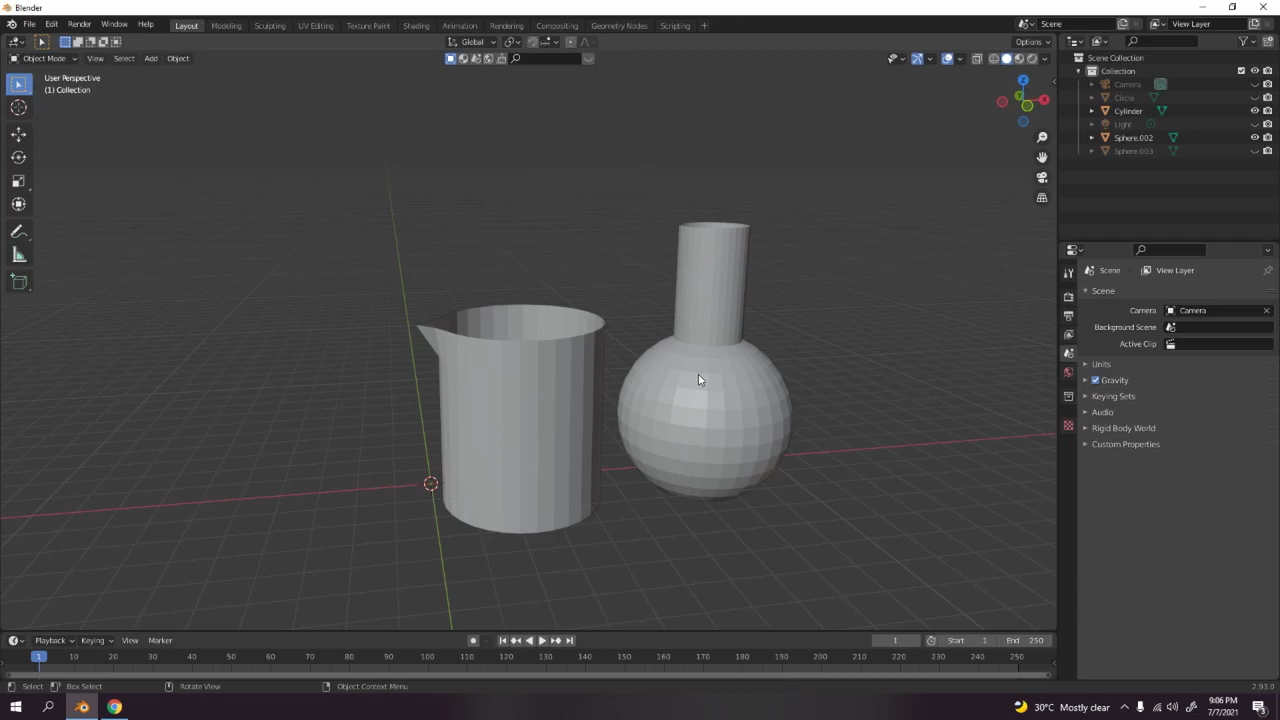 Blender
File Edit Render Window Help Layout Modeling Sculpting UV Editing Texture Paint Shading Animation Rendering Compositing Geometry Nodes Scripting + Scene View Layer
Global Options
Object Mode View Select Add Object
User Perspective
(1) Collection
Z
Y
X
Scene Collection
Collection
Camera
Circle
Cylinder
Light
Sphere.002
Sphere.003
Scene View Layer
Scene
Camera Camera
Background Scene
Active Clip
Units
Gravity
Keying Sets
Audio
Rigid Body World
Custom Properties
Playback Keying View Marker 1 Start 1 End 250
1 10 20 30 40 50 60 70 80 90 100 110 120 130 140 150 160 170 180 190 200 210 220 230 240 250
Select Box Select Rotate View Object Context Menu 2.93.0
30°C Mostly clear 9:06 PM
7/7/2021
3